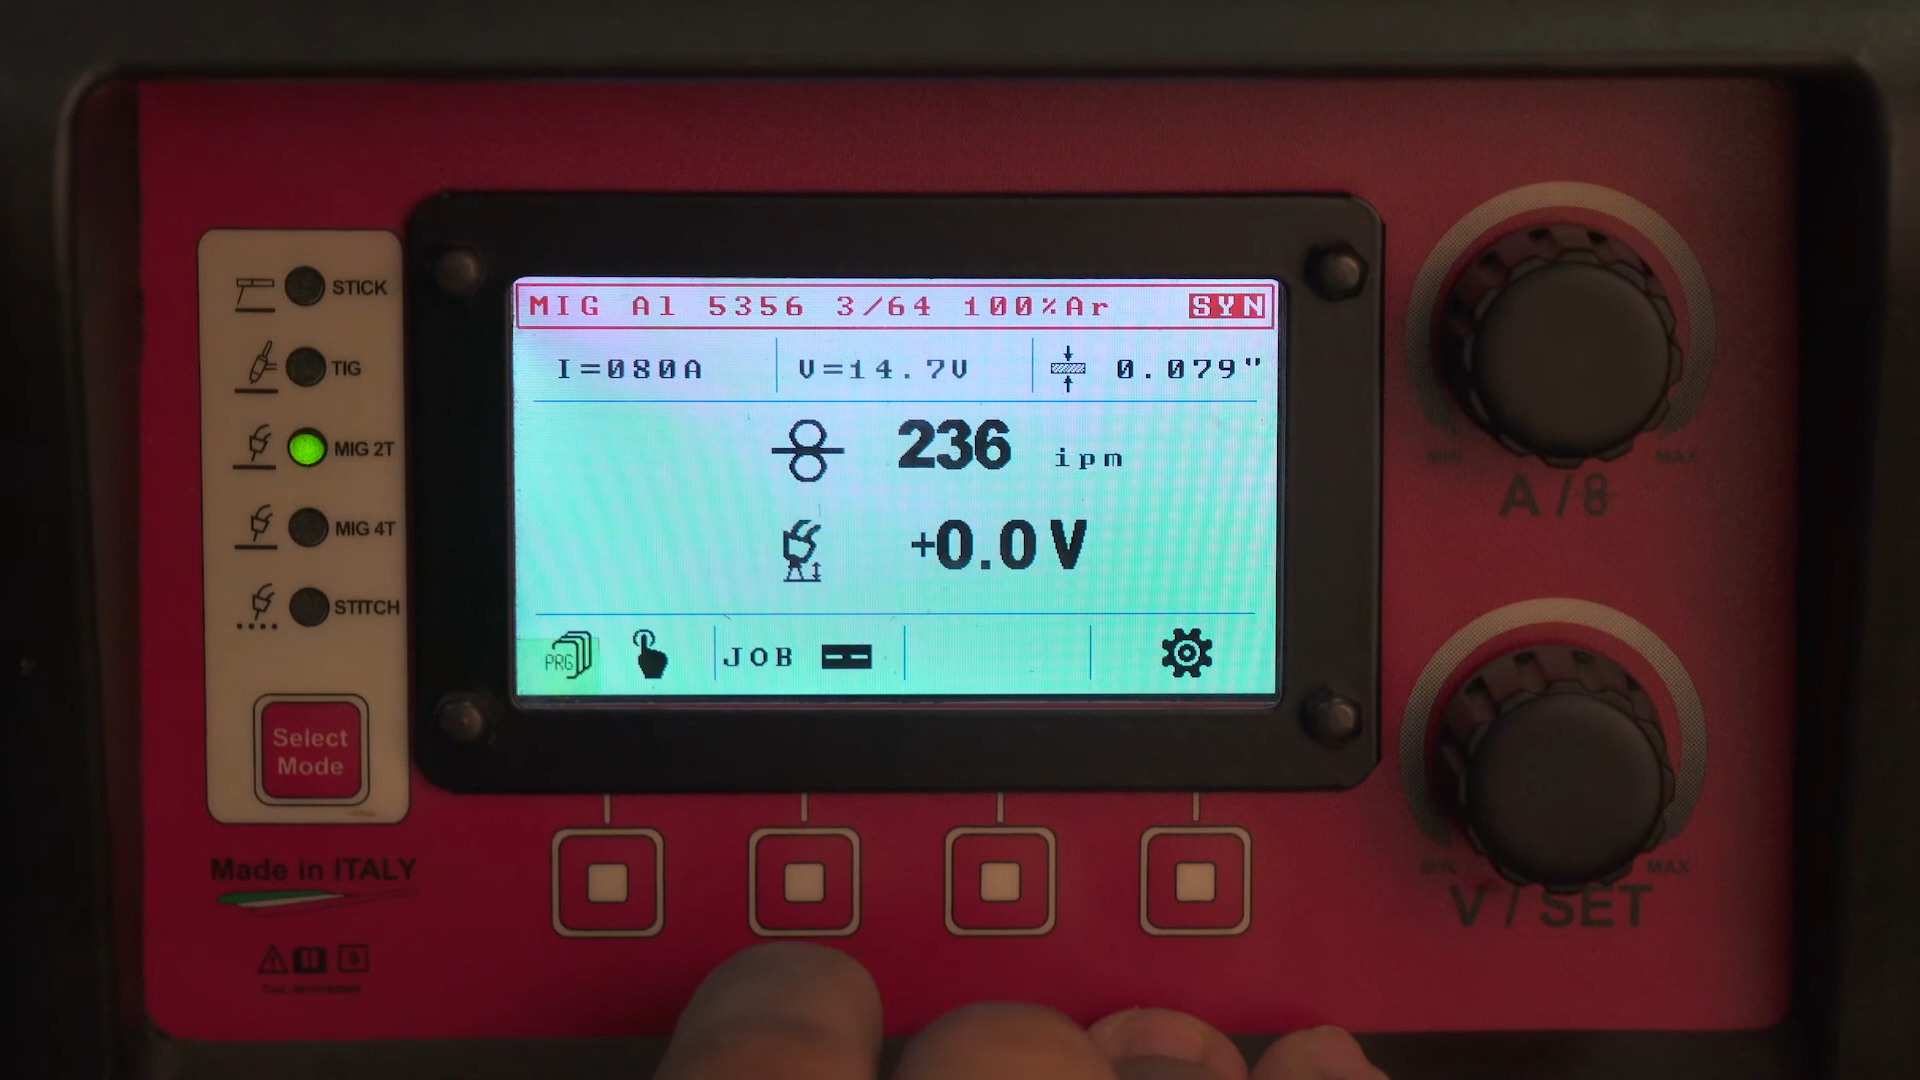 STICK
TIG
MIG 2T
MIG 4T
STITCH
Select
Mode
Made in ITALY
MIG Al 5356 3/64 100%Ar SYN
I=080A V=14.7V 0.079"
236 ipm
+0.0 V
PRG JOB --
MIN MAX
A /
MIN MAX
V / SET